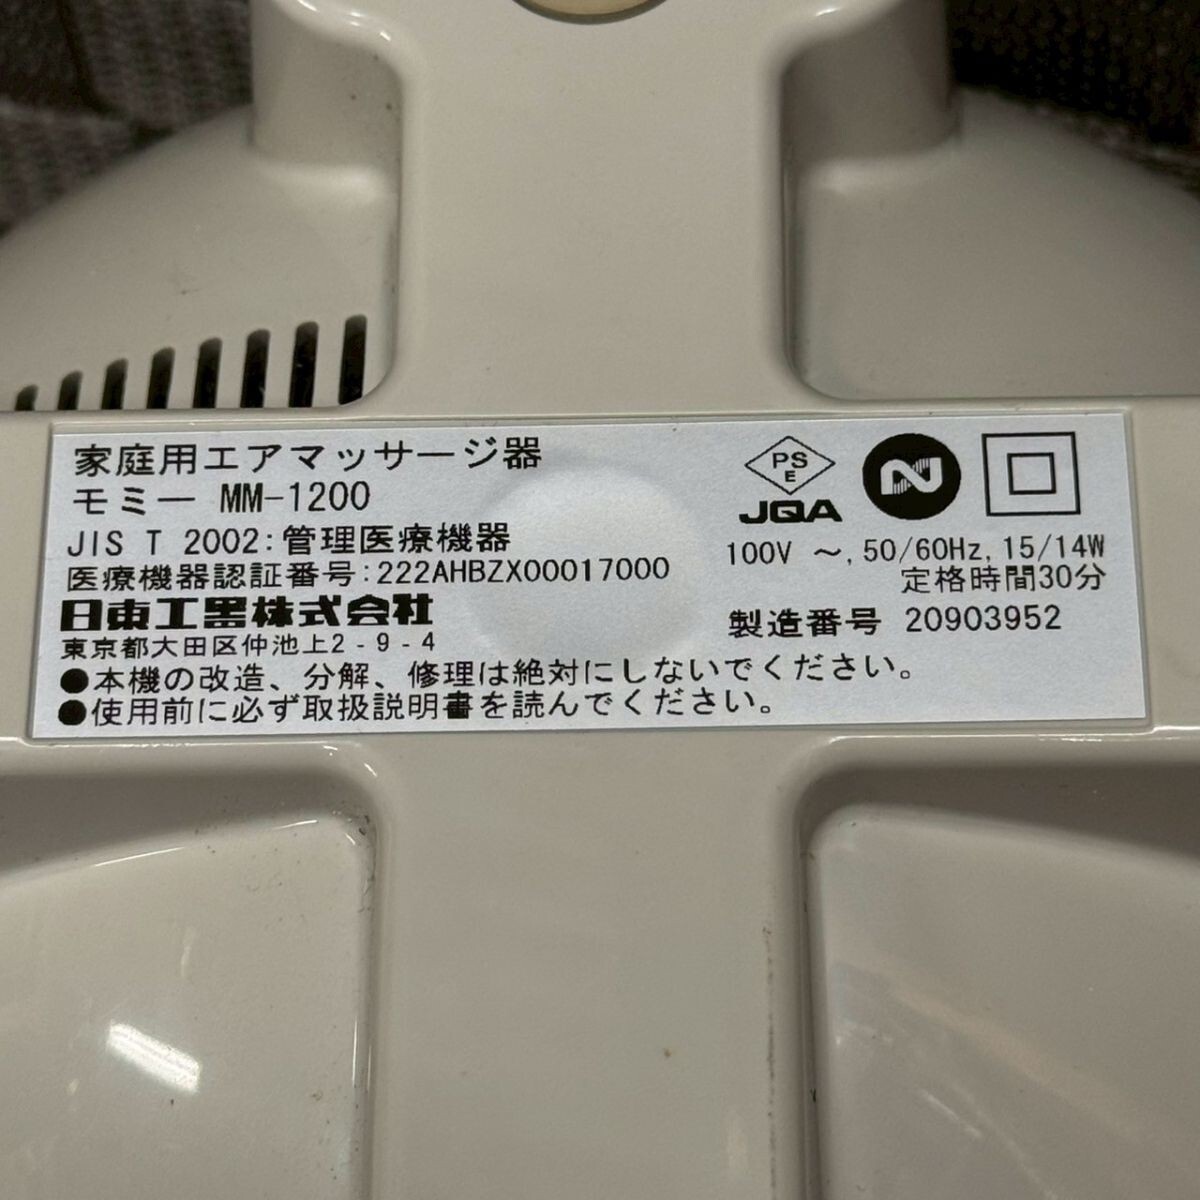 家庭用エアマッサージ器
モミー MM-1200
JIS T 2002:管理医療機器
医療機器認証番号:222AHBZX00017000
日東工器株式会社
東京都大田区仲池上2-9-4
●本機の改造、分解、修理は絶対にしないでください。
●使用前に必ず取扱説明書を読んでください。
PS
E
JQA
N
100V ～, 50/60Hz, 15/14W
定格時間30分
製造番号 20903952